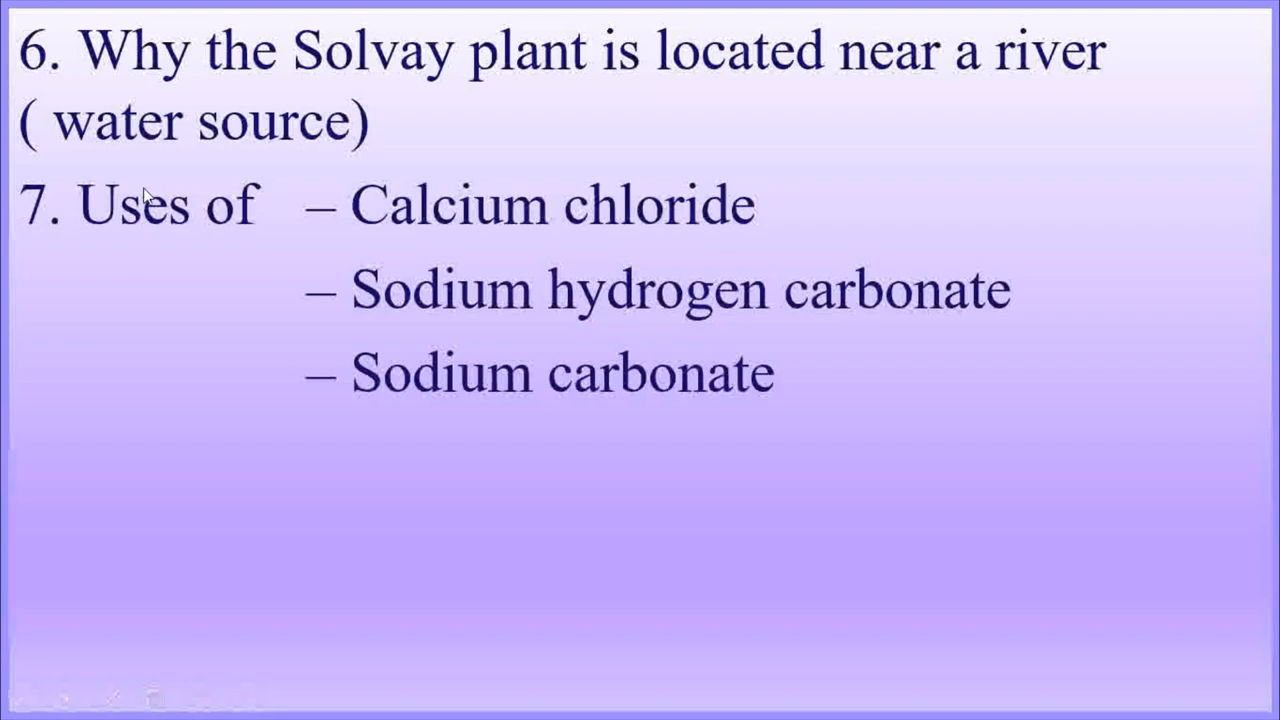 6. Why the Solvay plant is located near a river
( water source)
7. Uses of – Calcium chloride
– Sodium hydrogen carbonate
– Sodium carbonate